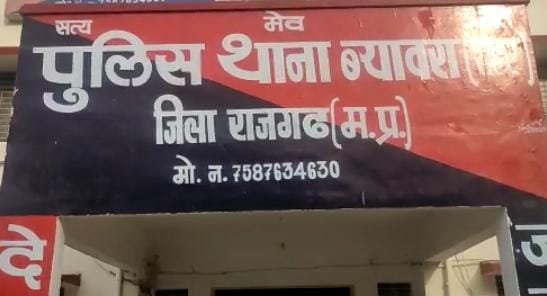 सत्य मेव
पुलिस थाना ब्यावरा
जिला राजगढ (म.प्र.)
मो. न. 7587634630
दे